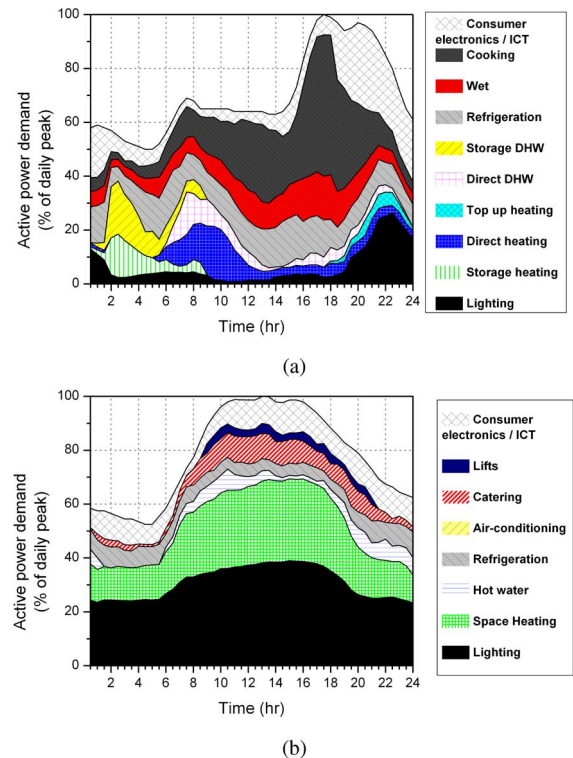 100
80
60
40
20
0
2 4 6 8 10 12 14 16 18 20 22 24
Active power demand
(% of daily peak)
Time (hr)
Consumer
electronics / ICT
Cooking
Wet
Refrigeration
Storage DHW
Direct DHW
Top up heating
Direct heating
Storage heating
Lighting
(a)
100
80
60
40
20
0
2 4 6 8 10 12 14 16 18 20 22 24
Active power demand
(% of daily peak)
Time (hr)
Consumer
electronics / ICT
Lifts
Catering
Air-conditioning
Refrigeration
Hot water
Space Heating
Lighting
(b)